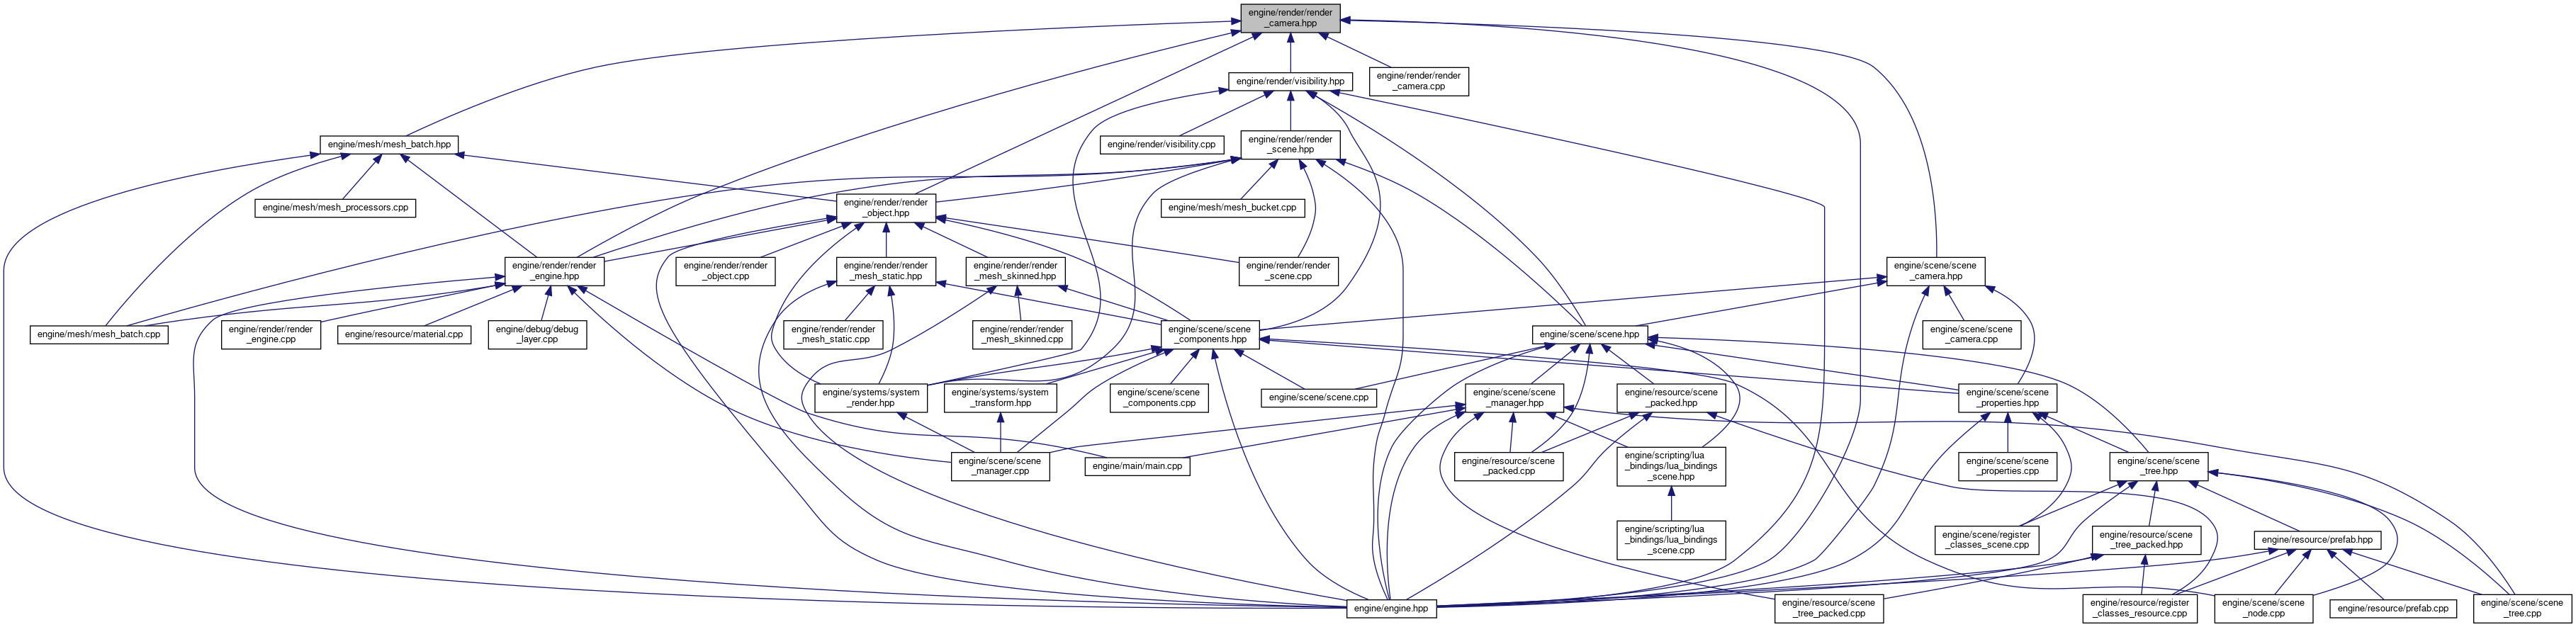 engine/render/render
_camera.hpp
engine/render/visibility.hpp
engine/render/render
_camera.cpp
engine/mesh/mesh_batch.hpp
engine/render/visibility.cpp
engine/render/render
_scene.hpp
engine/mesh/mesh_processors.cpp
engine/render/render
_object.hpp
engine/mesh/mesh_bucket.cpp
engine/render/render
_engine.hpp
engine/render/render
_object.cpp
engine/render/render
_mesh_static.hpp
engine/render/render
_mesh_skinned.hpp
engine/render/render
_scene.cpp
engine/scene/scene
_camera.hpp
engine/mesh/mesh_batch.cpp
engine/render/render
_engine.cpp
engine/resource/material.cpp
engine/debug/debug
_layer.cpp
engine/render/render
_mesh_static.cpp
engine/render/render
_mesh_skinned.cpp
engine/scene/scene
_components.hpp
engine/scene/scene.hpp
engine/scene/scene
_camera.cpp
engine/systems/system
_render.hpp
engine/systems/system
_transform.hpp
engine/scene/scene
_components.cpp
engine/scene/scene.cpp
engine/scene/scene
_manager.hpp
engine/resource/scene
_packed.hpp
engine/scene/scene
_properties.hpp
engine/scene/scene
_manager.cpp
engine/main/main.cpp
engine/resource/scene
_packed.cpp
engine/scripting/lua
_bindings/lua_bindings
_scene.hpp
engine/scene/scene
_properties.cpp
engine/scene/scene
_tree.hpp
engine/scripting/lua
_bindings/lua_bindings
_scene.cpp
engine/scene/register
_classes_scene.cpp
engine/resource/scene
_tree_packed.hpp
engine/resource/prefab.hpp
engine/engine.hpp
engine/resource/scene
_tree_packed.cpp
engine/resource/register
_classes_resource.cpp
engine/scene/scene
_node.cpp
engine/resource/prefab.cpp
engine/scene/scene
_tree.cpp